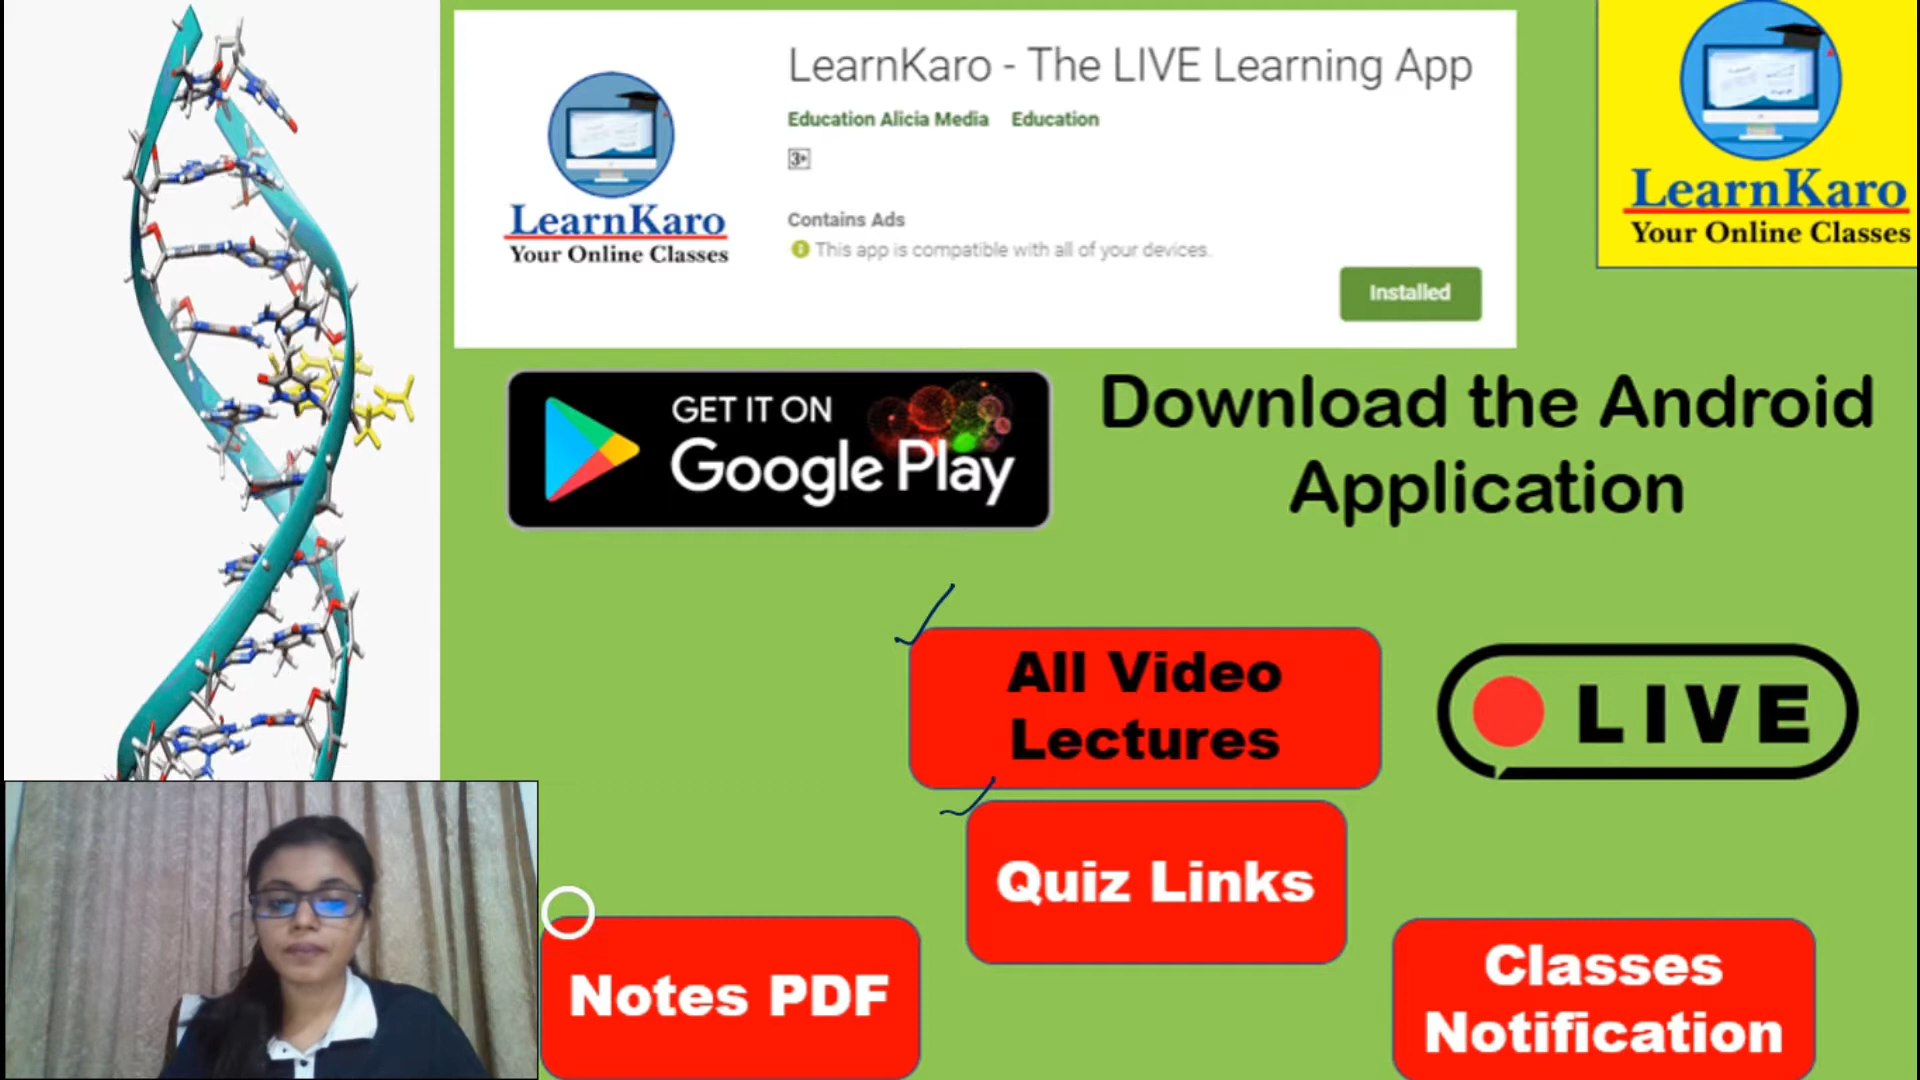 LearnKaro - The LIVE Learning App
Education Alicia Media Education
3+
Contains Ads
This app is compatible with all of your devices.
Installed
LearnKaro
Your Online Classes
LearnKaro
Your Online Classes
GET IT ON
Google Play
Download the Android
Application
All Video
Lectures
LIVE
Quiz Links
Notes PDF
Classes
Notification